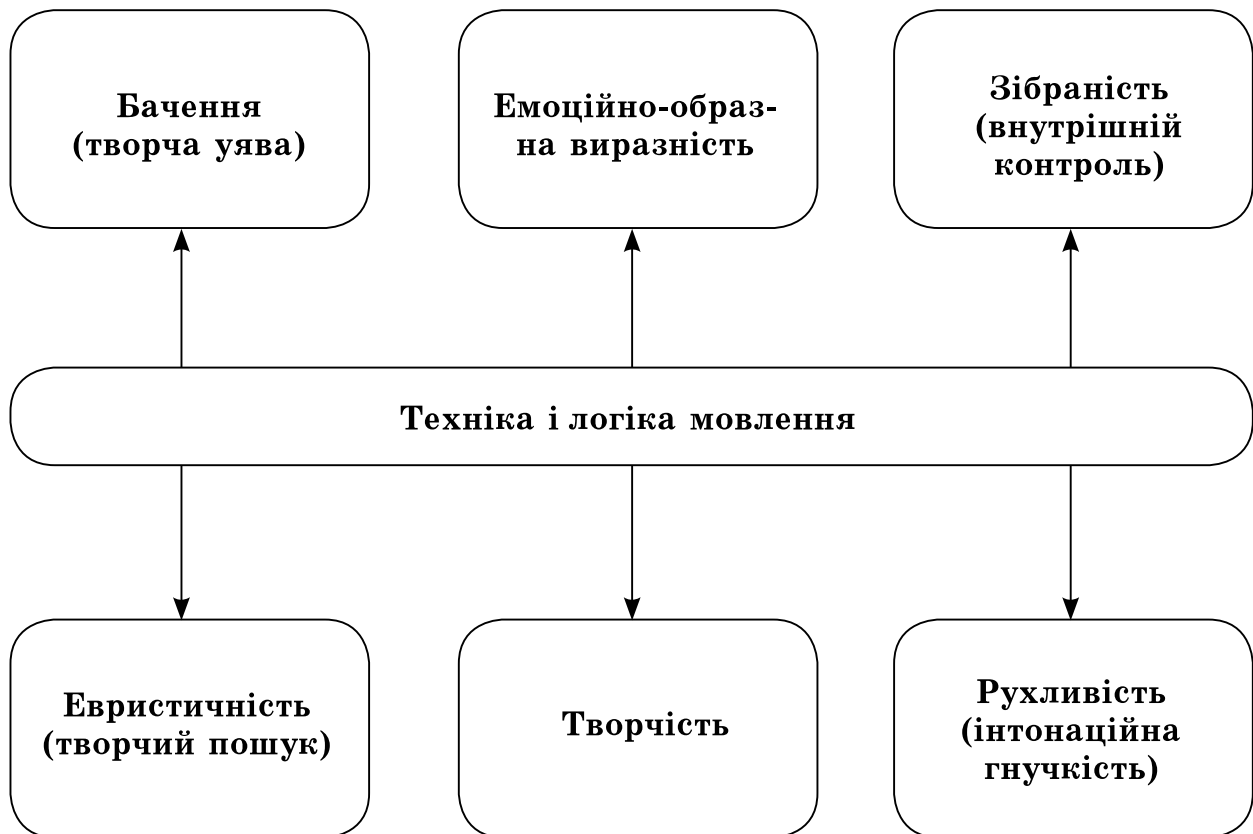 Бачення
(творча уява)
Емоційно-образ-
на виразність
Зібраність
(внутрішній
контроль)
Техніка і логіка мовлення
Евристичність
(творчий пошук)
Творчість
Рухливість
(інтонаційна
гнучкість)